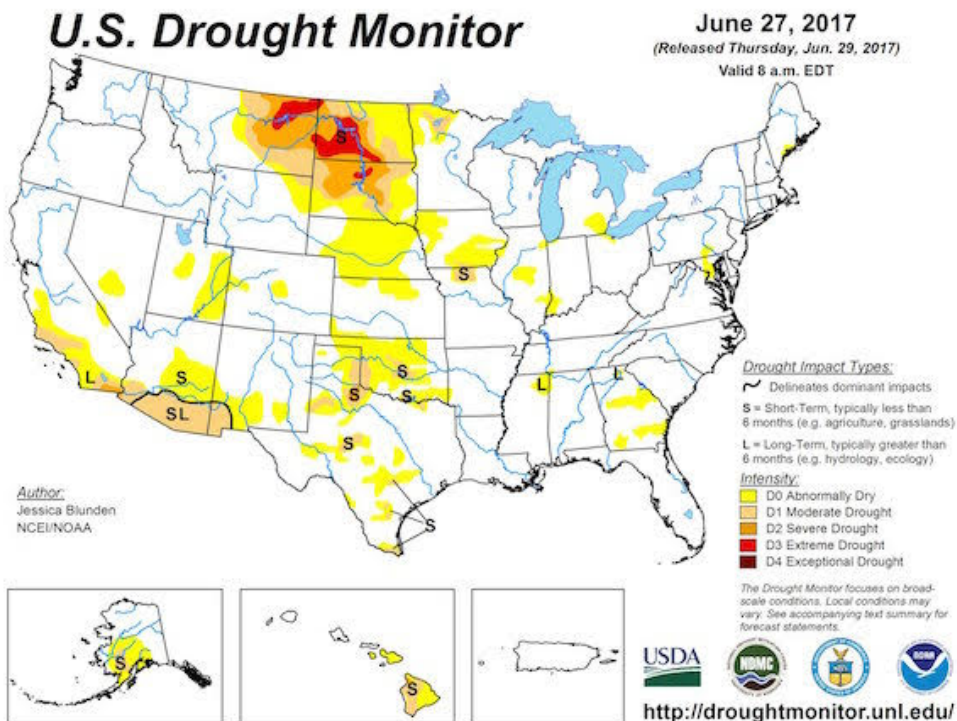 U.S. Drought Monitor
June 27, 2017
(Released Thursday, Jun. 29, 2017)
Valid 8 a.m. EDT
S
S
L
S
S
S
SL
S
L
L
S
S
Drought Impact Types:
Delineates dominant impacts
S = Short-Term, typically less than
6 months (e.g. agriculture, grasslands)
L = Long-Term, typically greater than
6 months (e.g. hydrology, ecology)
Intensity:
D0 Abnormally Dry
D1 Moderate Drought
D2 Severe Drought
D3 Extreme Drought
D4 Exceptional Drought
Author:
Jessica Blunden
NCEI/NOAA
The Drought Monitor focuses on broad-
scale conditions. Local conditions may
vary. See accompanying text summary for
forecast statements.
S
S
USDA
NDMC
NOAA
http://droughtmonitor.unl.edu/